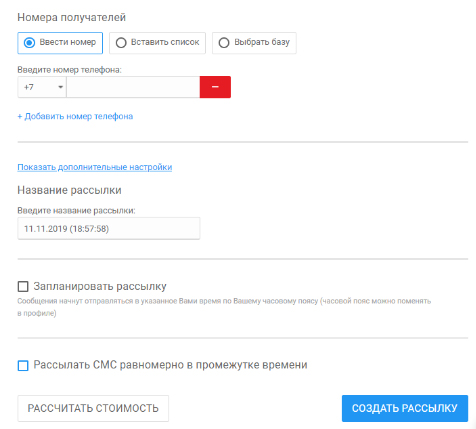 Номера получателей
Ввести номер Вставить список Выбрать базу
Введите номер телефона:
+7
+ Добавить номер телефона
Показать дополнительные настройки
Название рассылки
Введите название рассылки:
11.11.2019 (18:57:58)
Запланировать рассылку
Сообщения начнут отправляться в указанное Вами время по Вашему часовому поясу (часовой пояс можно поменять
в профиле)
Рассылать СМС равномерно в промежутке времени
РАССЧИТАТЬ СТОИМОСТЬ СОЗДАТЬ РАССЫЛКУ